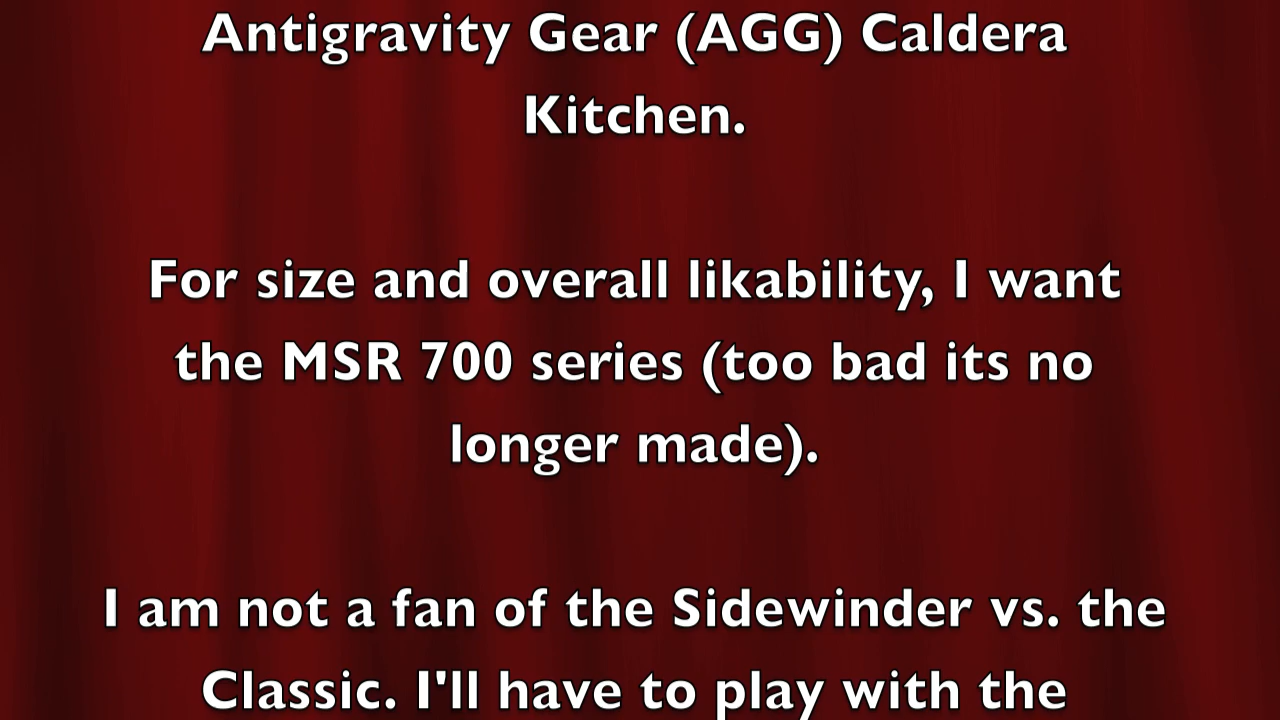 Antigravity Gear (AGG) Caldera
Kitchen.
For size and overall likability, I want
the MSR 700 series (too bad its no
longer made).
I am not a fan of the Sidewinder vs. the
Classic. I'll have to play with the